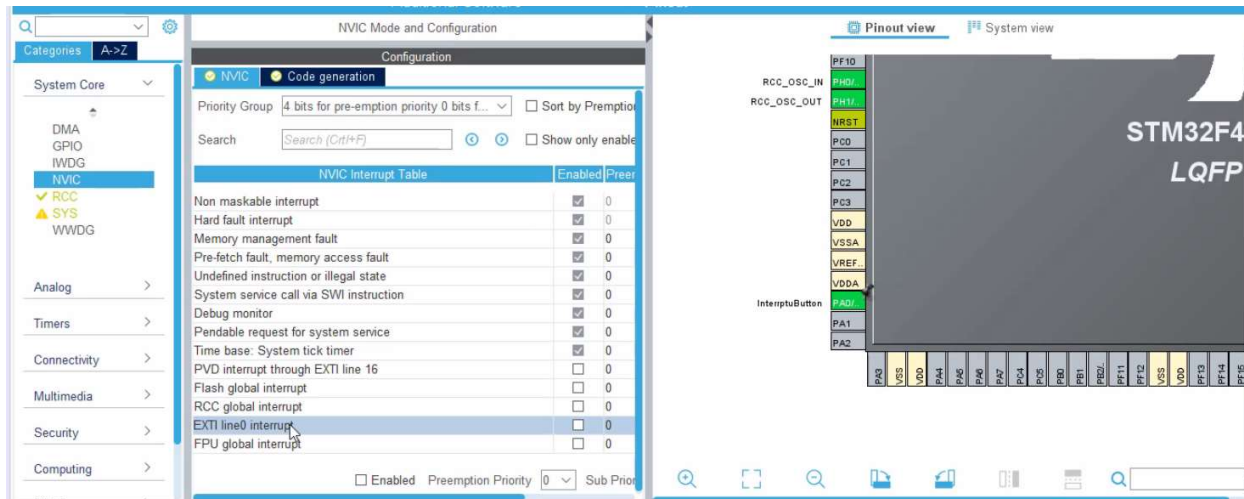 Categories A->Z
System Core
DMA
GPIO
IWDG
NVIC
RCC
SYS
WWDG
Analog
Timers
Connectivity
Multimedia
Security
Computing
NVIC Mode and Configuration
Configuration
NVIC Code generation
Priority Group 4 bits for pre-emption priority 0 bits f... Sort by Premption
Search Search (Crtl+F) Show only enable
NVIC Interrupt Table Enabled Preem
Non maskable interrupt 0
Hard fault interrupt 0
Memory management fault 0
Pre-fetch fault, memory access fault 0
Undefined instruction or illegal state 0
System service call via SWI instruction 0
Debug monitor 0
Pendable request for system service 0
Time base: System tick timer 0
PVD interrupt through EXTI line 16 0
Flash global interrupt 0
RCC global interrupt 0
EXTI line0 interrupt 0
FPU global interrupt 0
Enabled Preemption Priority 0 Sub Prior
Pinout view System view
PF10
RCC_OSC_IN PH0/..
RCC_OSC_OUT PH1/..
NRST
PC0
PC1
PC2
PC3
VDD
VSSA
VREF..
VDDA
InterrptuButton PA0/..
PA1
PA2
STM32F4
LQFP
PA3 VSS VDD PA4 PA5 PA6 PA7 PC4 PC5 PB0 PB1 PB2/.. PF11 PF12 VSS VDD PF13 PF14 PF15